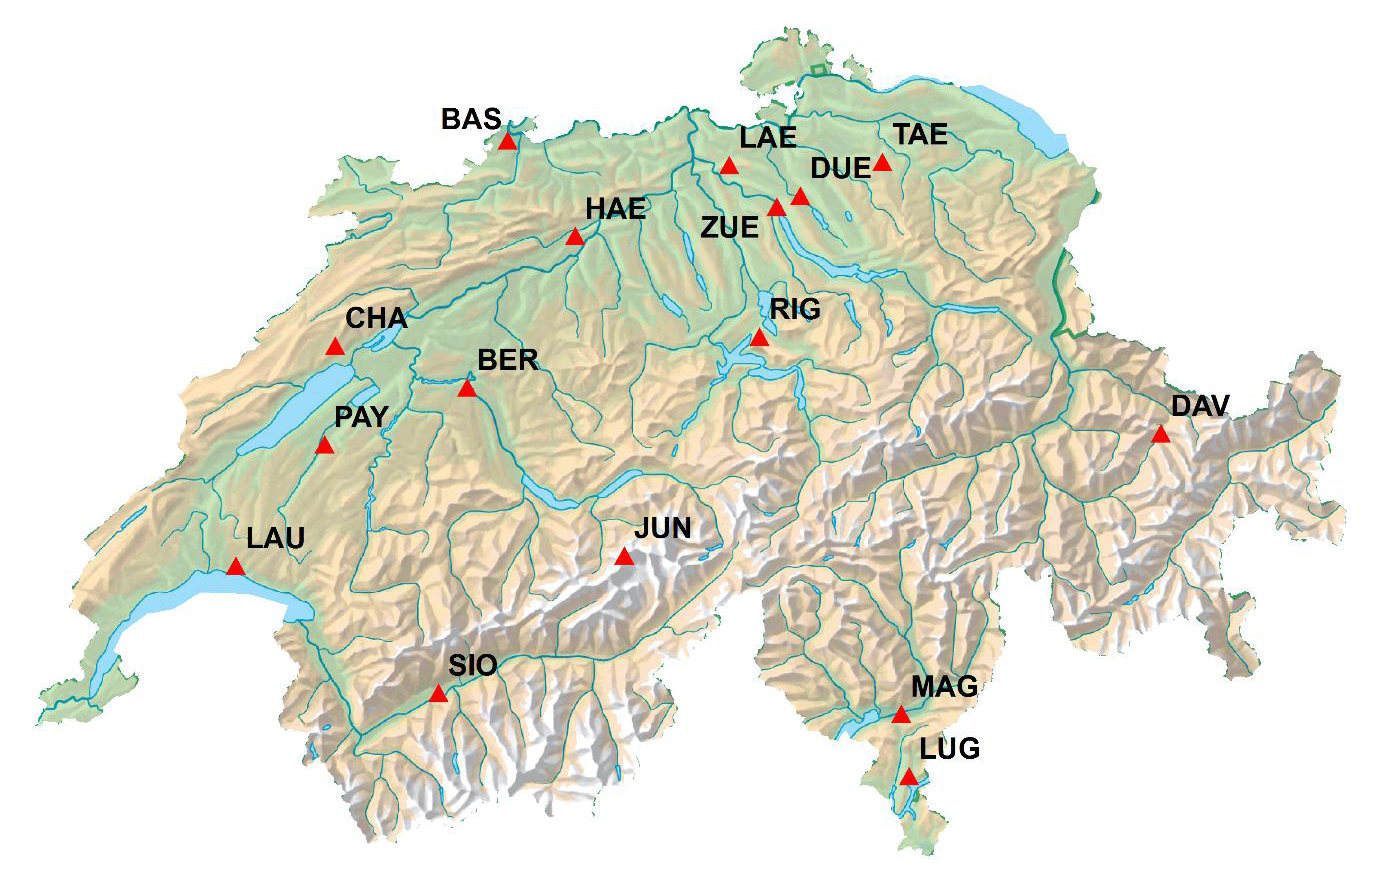 BAS
LAE
TAE
DUE
HAE
ZUE
RIG
CHA
BER
PAY
DAV
JUN
LAU
SIO
MAG
LUG